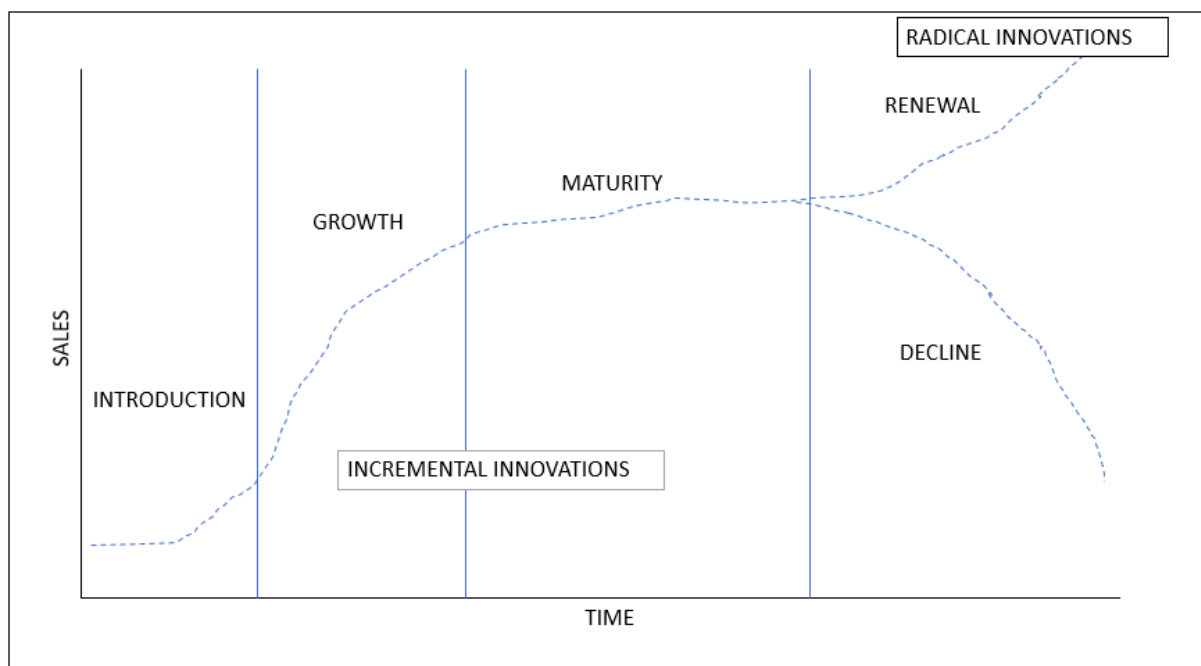 RADICAL INNOVATIONS
RENEWAL
MATURITY
GROWTH
SALES
DECLINE
INTRODUCTION
INCREMENTAL INNOVATIONS
TIME